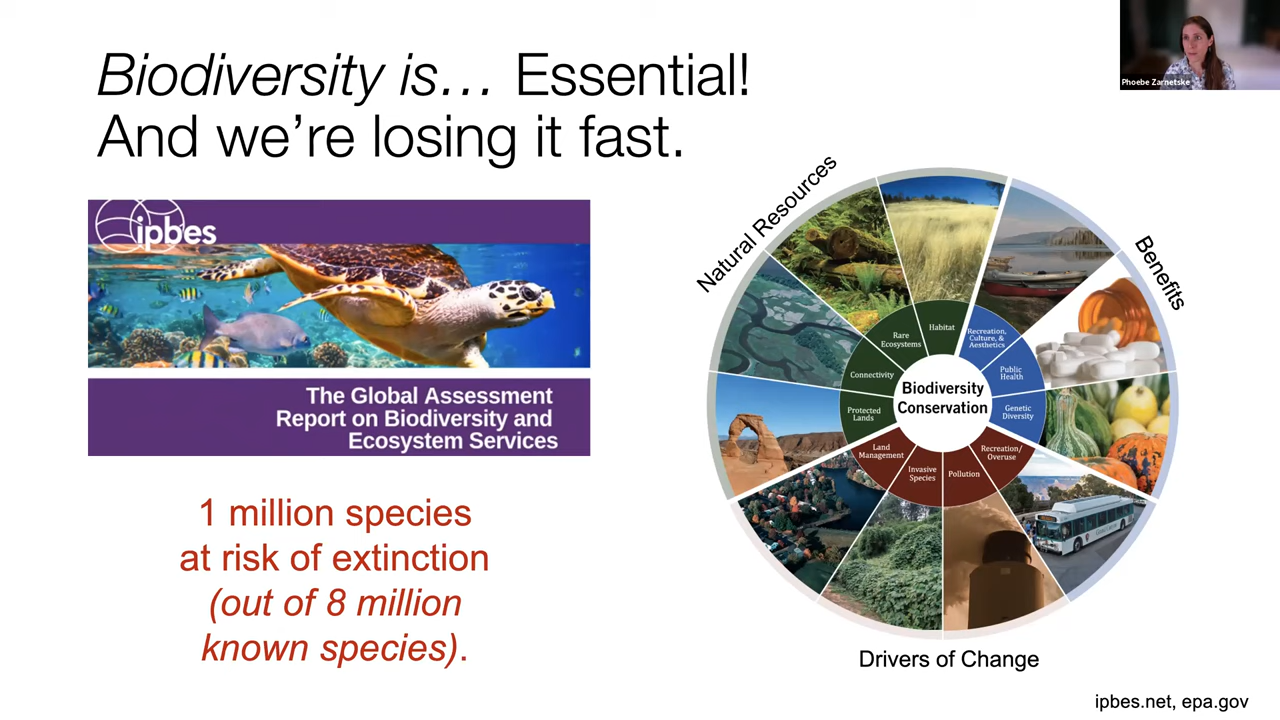 Biodiversity is... Essential!
And we're losing it fast.
Phoebe Zarnetske
ipbes
The Global Assessment
Report on Biodiversity and
Ecosystem Services
1 million species
at risk of extinction
(out of 8 million
known species).
Natural Resources
Benefits
Drivers of Change
Biodiversity
Conservation
Habitat
Recreation,
Culture, &
Aesthetics
Public
Health
Genetic
Diversity
Recreation/
Overuse
Pollution
Invasive
Species
Land
Management
Protected
Lands
Connectivity
Rare
Ecosystems
ipbes.net, epa.gov